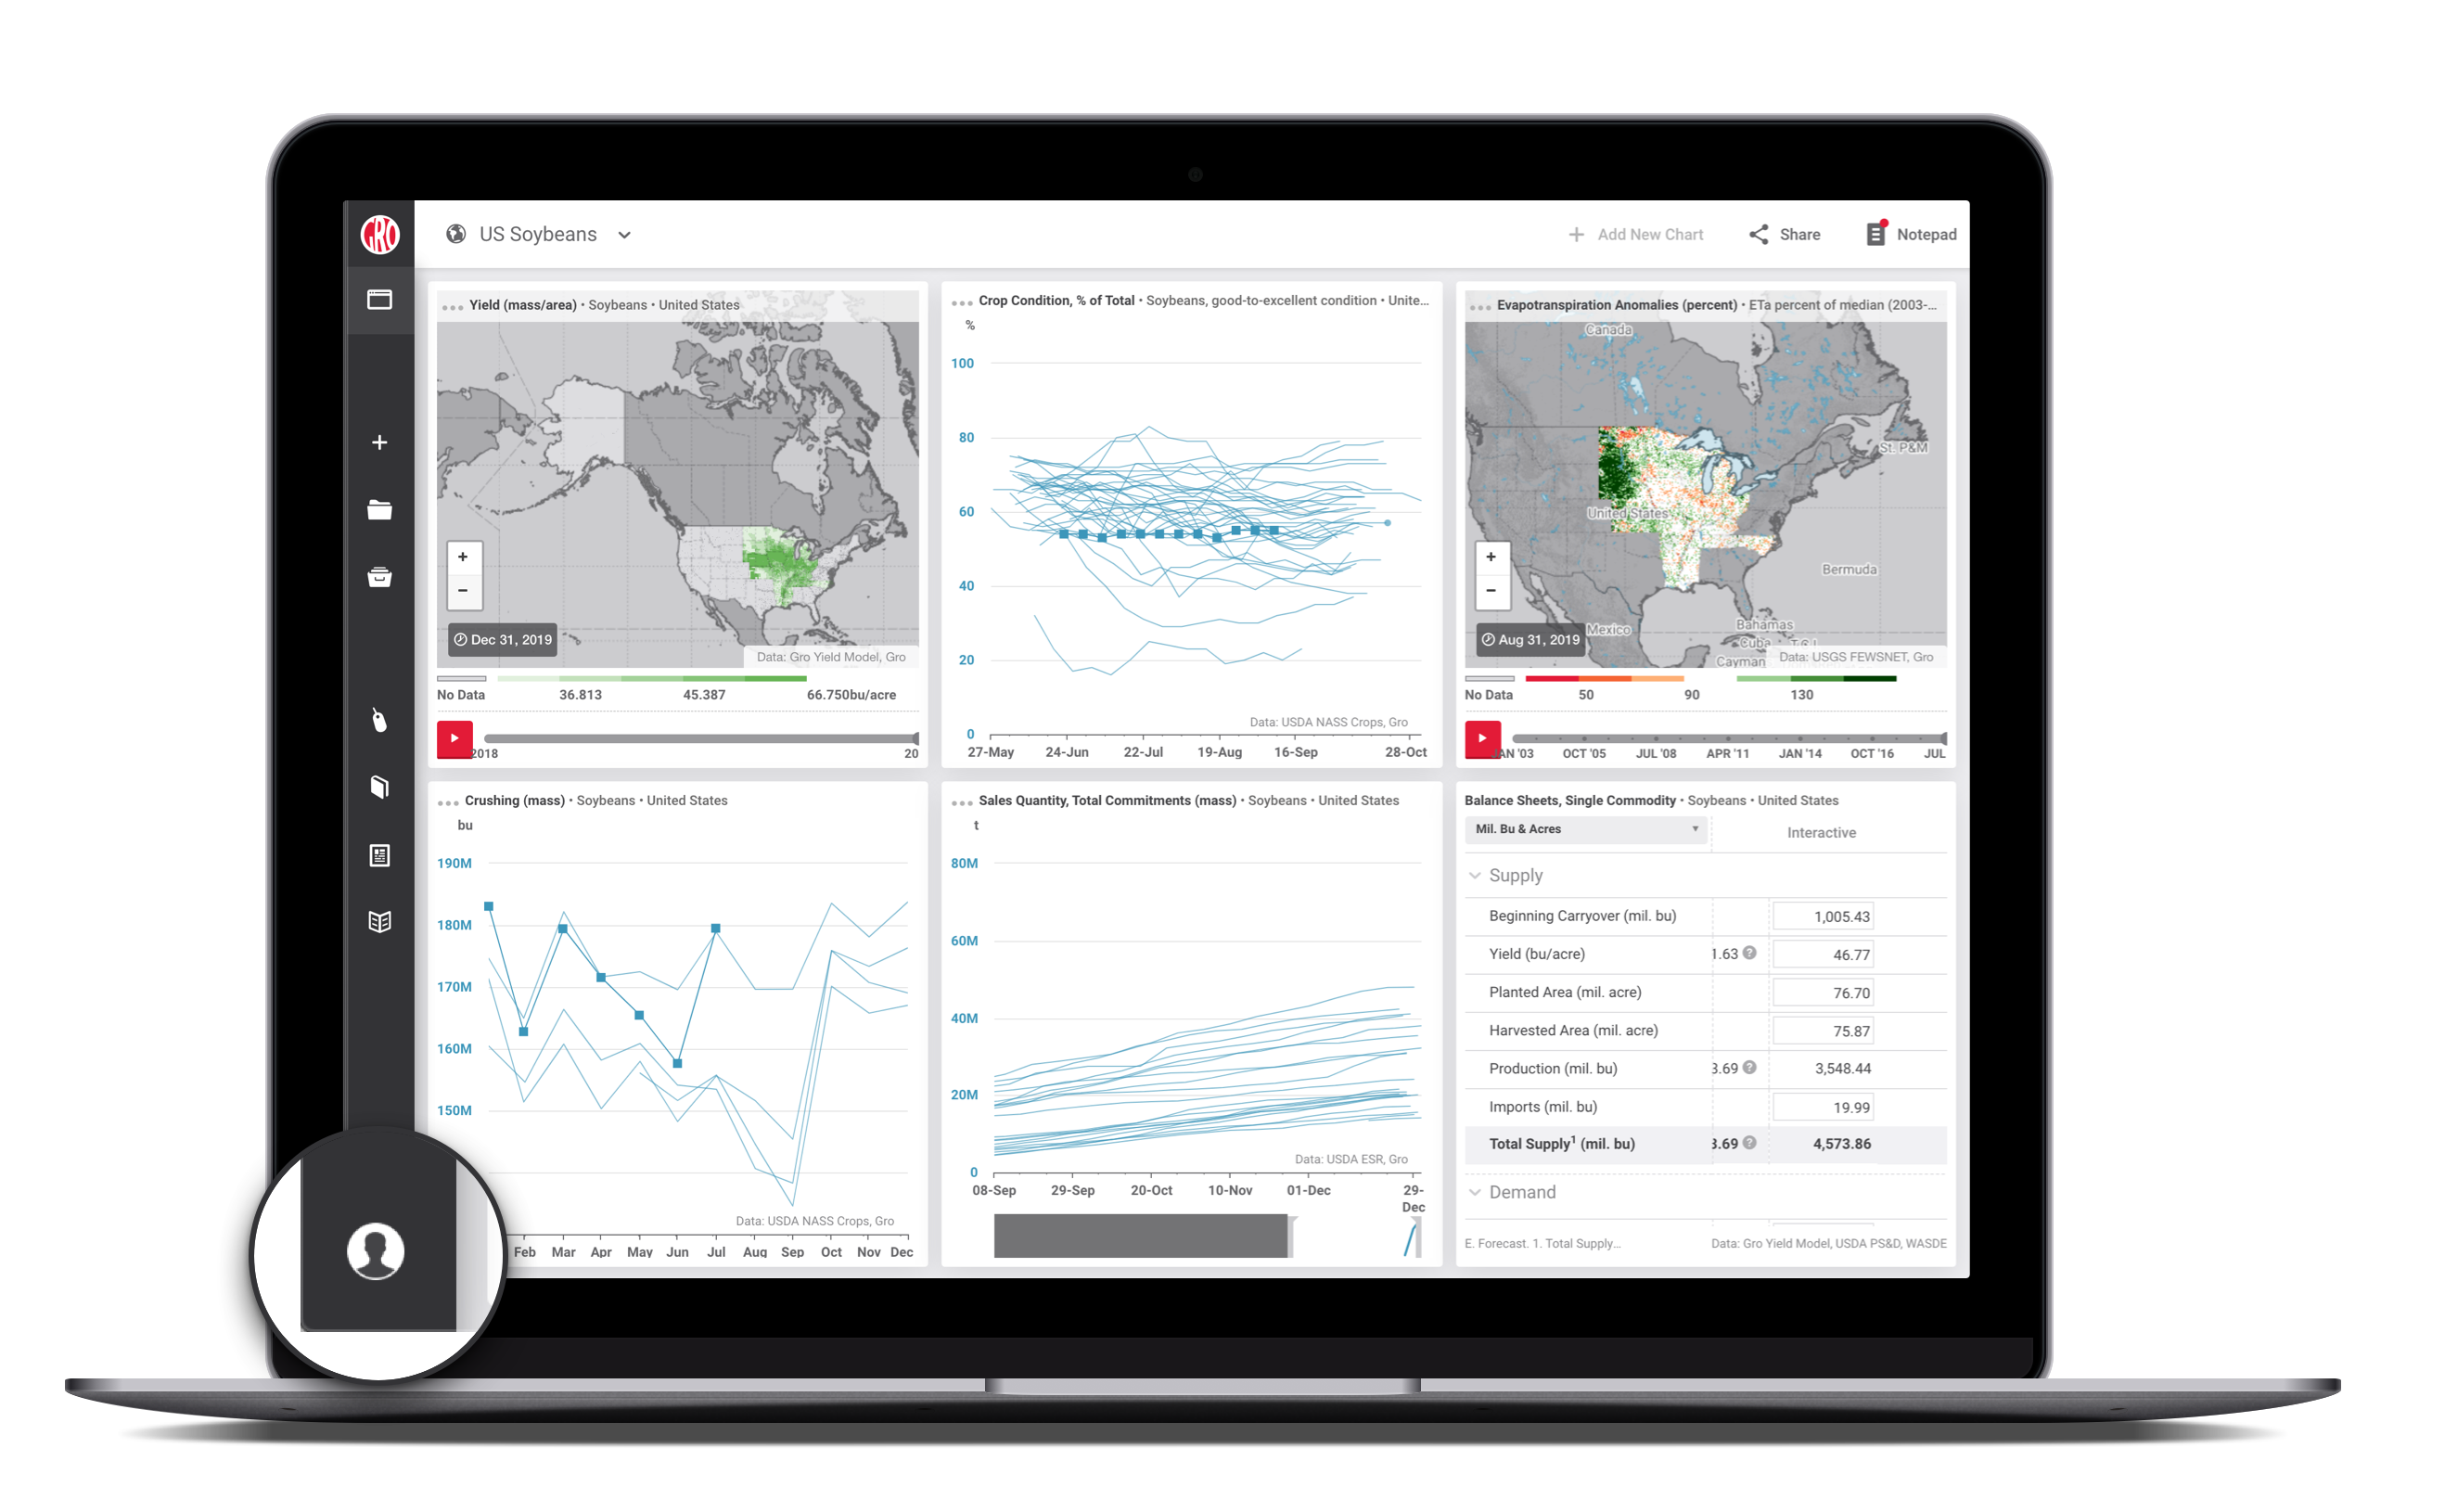 GRO
US Soybeans
Add New Chart
Share
Notepad
Yield (mass/area) • Soybeans • United States
Dec 31, 2019
Data: Gro Yield Model, Gro
No Data 36.813 45.387 66.750bu/acre
2018 20
Crop Condition, % of Total • Soybeans, good-to-excellent condition • Unite...
%
100
80
60
40
20
0
Data: USDA NASS Crops, Gro
27-May 24-Jun 22-Jul 19-Aug 16-Sep 28-Oct
Evapotranspiration Anomalies (percent) • ETa percent of median (2003-...
Canada
St. P&M
United States
Bermuda
Mexico
Bahamas
Cuba
Cayman
Aug 31, 2019
Data: USGS FEWSNET, Gro
No Data 50 90 130
JAN '03 OCT '05 JUL '08 APR '11 JAN '14 OCT '16 JUL
Crushing (mass) • Soybeans • United States
bu
190M
180M
170M
160M
150M
Data: USDA NASS Crops, Gro
Feb Mar Apr May Jun Jul Aug Sep Oct Nov Dec
Sales Quantity, Total Commitments (mass) • Soybeans • United States
t
80M
60M
40M
20M
0
Data: USDA ESR, Gro
08-Sep 29-Sep 20-Oct 10-Nov 01-Dec 29-Dec
Balance Sheets, Single Commodity • Soybeans • United States
Mil. Bu & Acres Interactive
Supply
Beginning Carryover (mil. bu) 1,005.43
Yield (bu/acre) 1.63 ? 46.77
Planted Area (mil. acre) 76.70
Harvested Area (mil. acre) 75.87
Production (mil. bu) 3.69 ? 3,548.44
Imports (mil. bu) 19.99
Total Supply¹ (mil. bu) 3.69 ? 4,573.86
Demand
E. Forecast. 1. Total Supply... Data: Gro Yield Model, USDA PS&D, WASDE